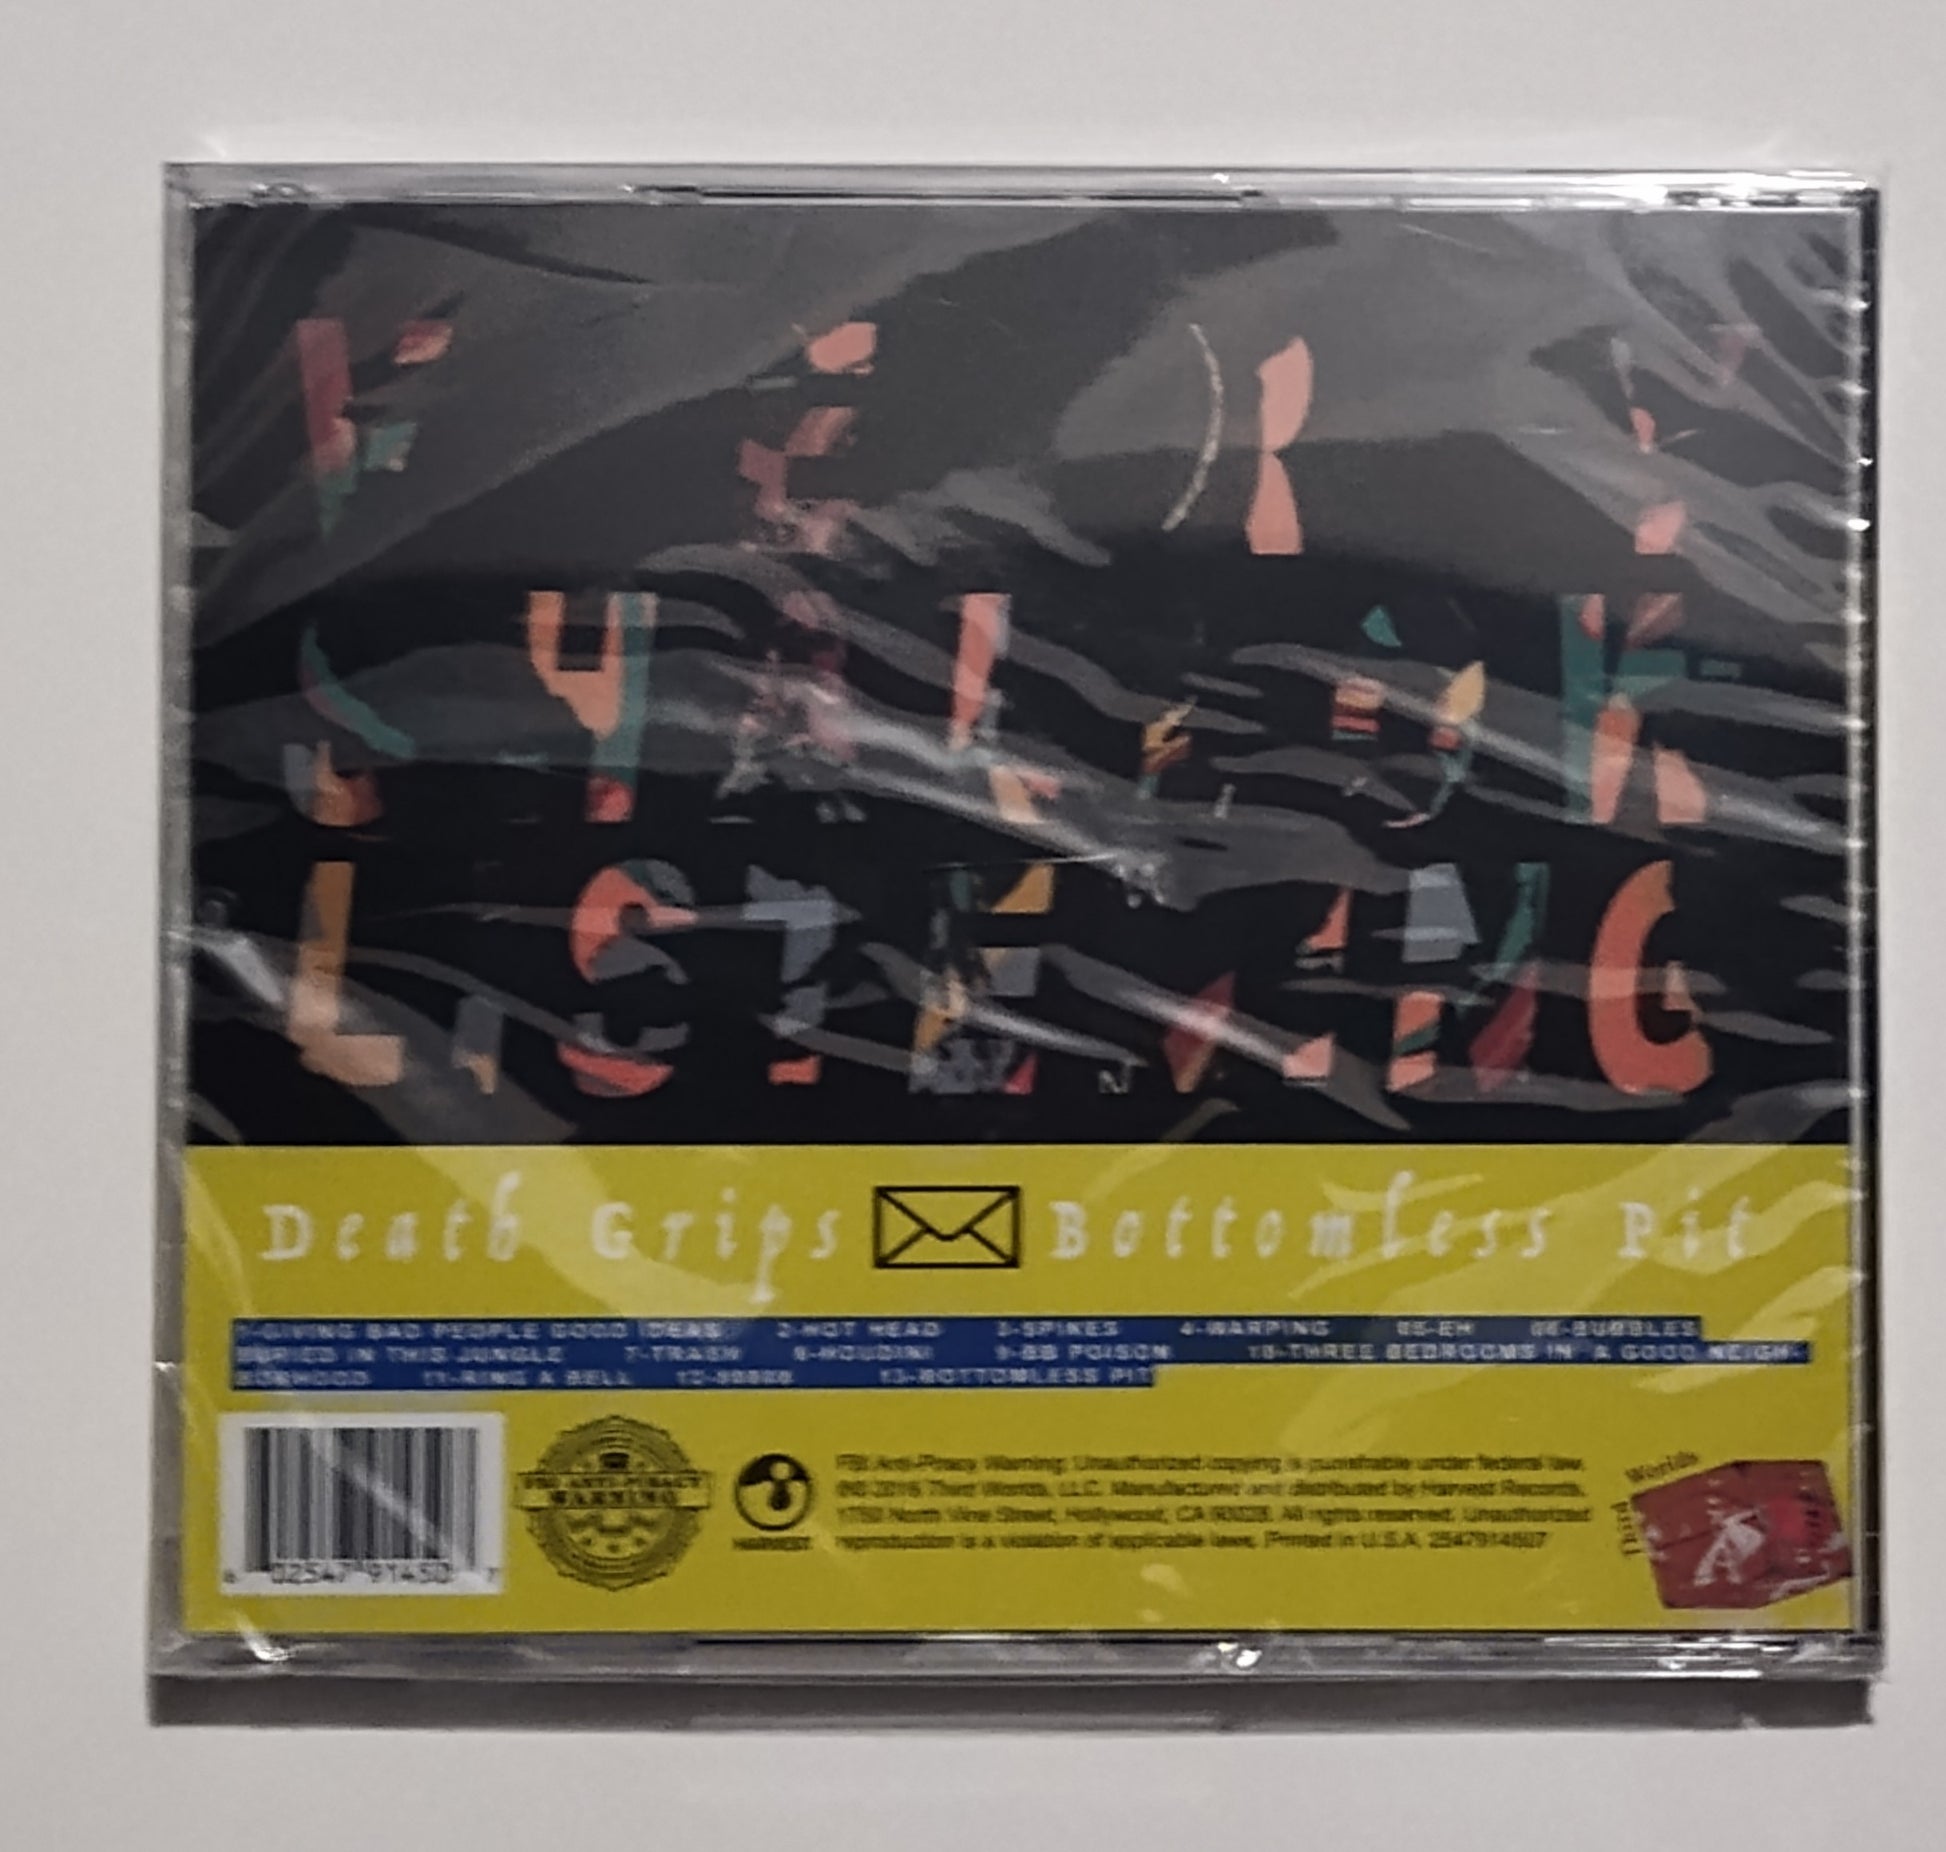 LISTENING
Death Grips Bottomless Pit
1-GIVING BAD PEOPLE GOOD IDEAS 2-HOT HEAD 3-SPIKES 4-WARPING 05-EH 06-BUBBLES
BURIED IN THIS JUNGLE 7-TRASH 8-HOUDINI 9-BB POISON 10-THREE BEDROOMS IN A GOOD NEIGH-
BORHOOD 11-RING A BELL 12-80808 13-BOTTOMLESS PIT
FBI ANTI-PIRACY
WARNING
HARVEST
FBI Anti-Piracy Warning: Unauthorized copying is punishable under federal law.
2016 Third Worlds, LLC. Manufactured and distributed by Harvest Records,
1750 North Vine Street, Hollywood, CA 90028. All rights reserved. Unauthorized
reproduction is a violation of applicable laws. Printed in U.S.A.
Third Worlds